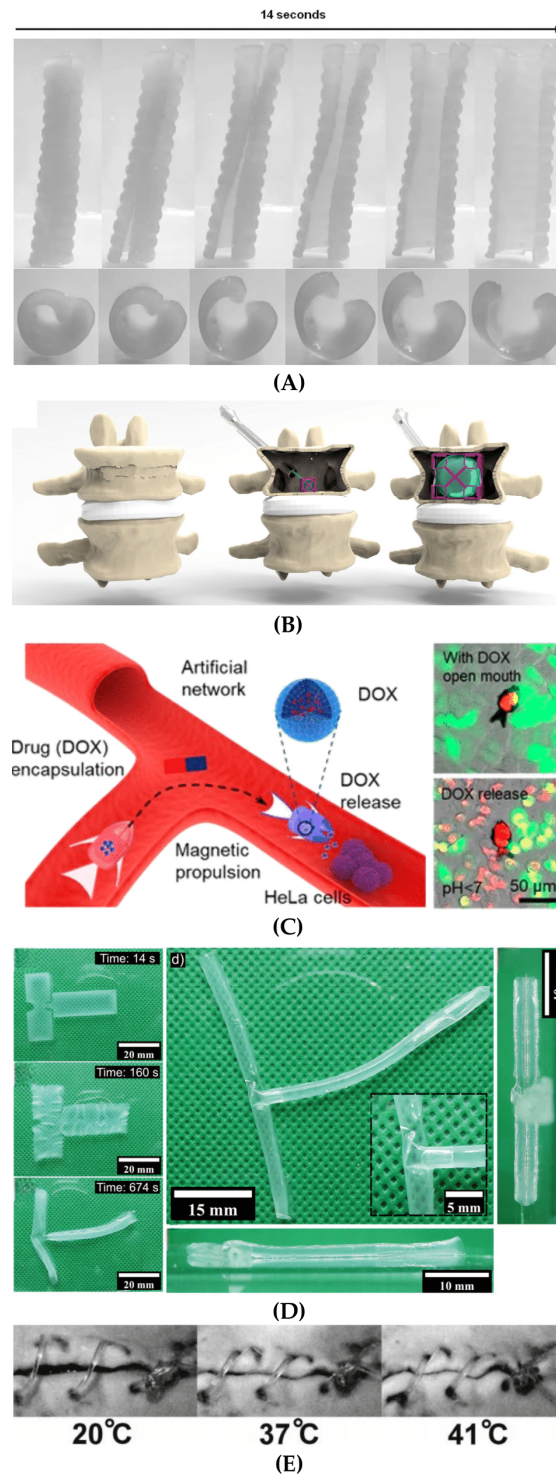 14 seconds
(A)
(B)
Artificial
network
DOX
Drug (DOX)
encapsulation
DOX
release
Magnetic
propulsion
HeLa cells
With DOX
open mouth
DOX release
pH<7
50 µm
(C)
Time: 14 s
20 mm
Time: 160 s
20 mm
Time: 674 s
20 mm
d)
15 mm
5 mm
10 mm
(D)
20°C
37°C
41°C
(E)